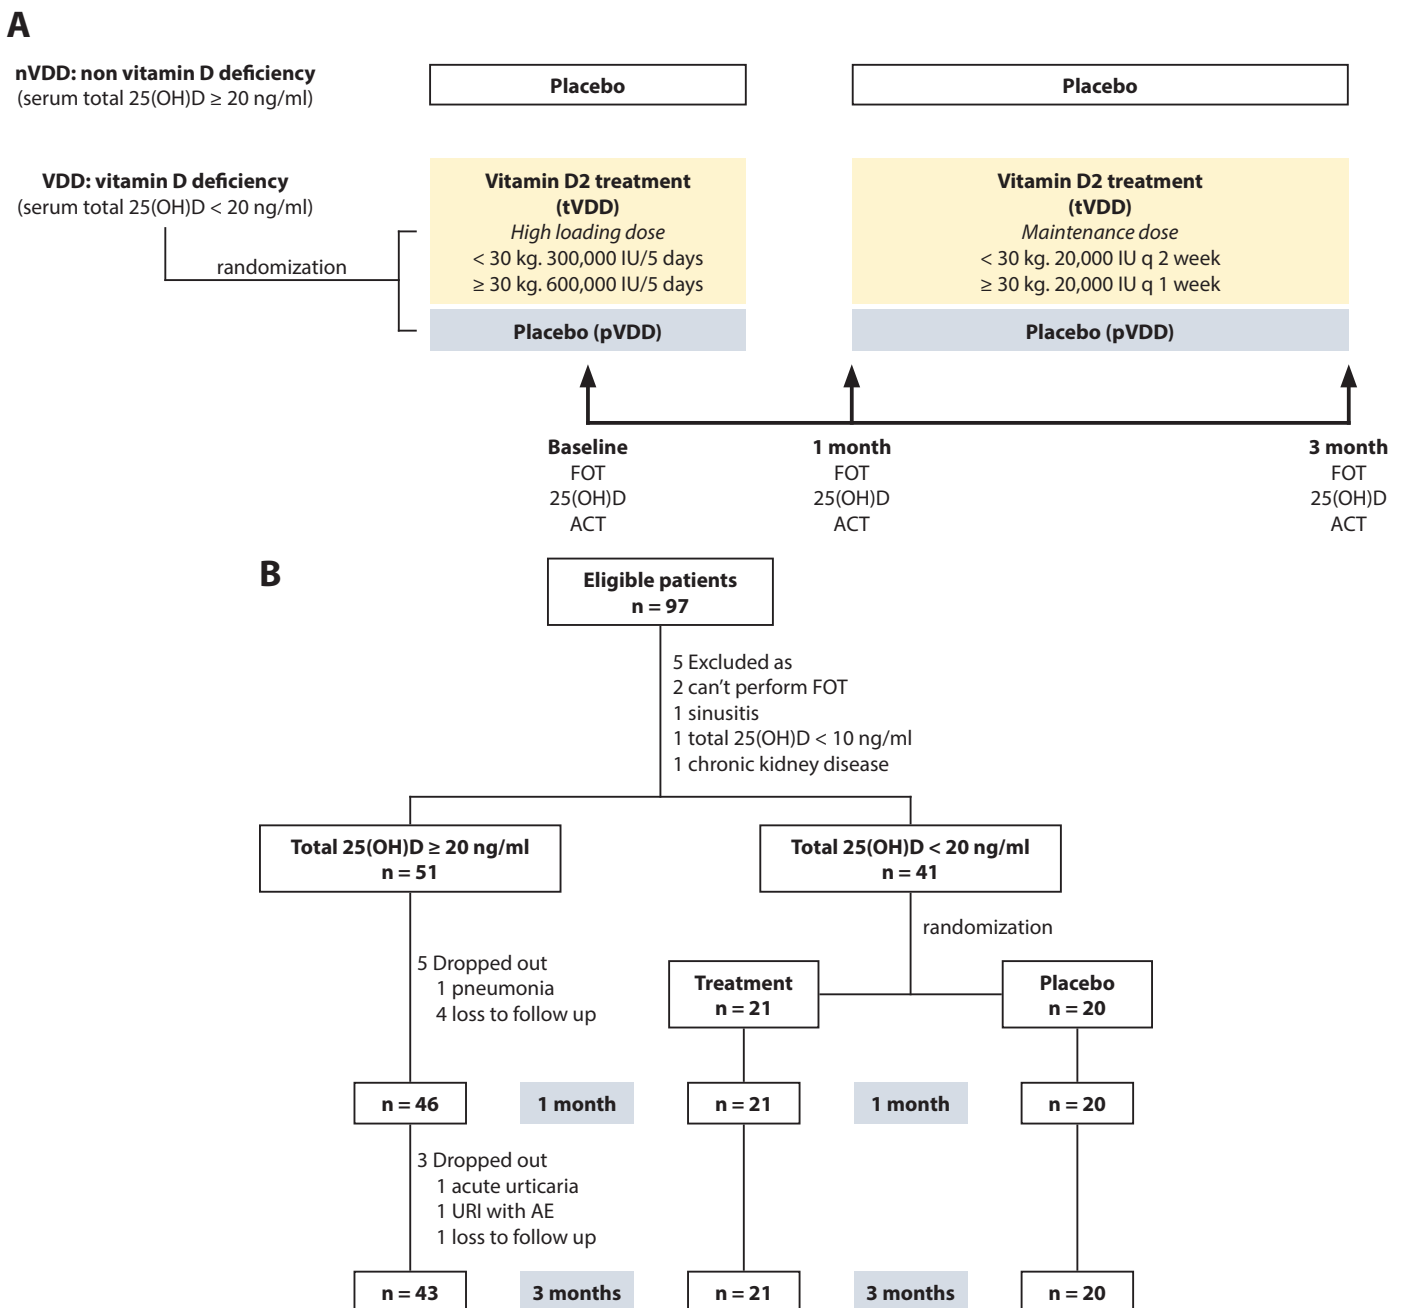 A
nVDD: non vitamin D deficiency
(serum total 25(OH)D ≥ 20 ng/ml)
Placebo
Placebo
VDD: vitamin D deficiency
(serum total 25(OH)D < 20 ng/ml)
randomization
Vitamin D2 treatment
(tVDD)
High loading dose
< 30 kg. 300,000 IU/5 days
≥ 30 kg. 600,000 IU/5 days
Vitamin D2 treatment
(tVDD)
Maintenance dose
< 30 kg. 20,000 IU q 2 week
≥ 30 kg. 20,000 IU q 1 week
Placebo (pVDD)
Placebo (pVDD)
Baseline
FOT
25(OH)D
ACT
1 month
FOT
25(OH)D
ACT
3 month
FOT
25(OH)D
ACT
B
Eligible patients
n = 97
5 Excluded as
2 can’t perform FOT
1 sinusitis
1 total 25(OH)D < 10 ng/ml
1 chronic kidney disease
Total 25(OH)D ≥ 20 ng/ml
n = 51
Total 25(OH)D < 20 ng/ml
n = 41
randomization
5 Dropped out
1 pneumonia
4 loss to follow up
Treatment
n = 21
Placebo
n = 20
n = 46
1 month
n = 21
1 month
n = 20
3 Dropped out
1 acute urticaria
1 URI with AE
1 loss to follow up
n = 43
3 months
n = 21
3 months
n = 20